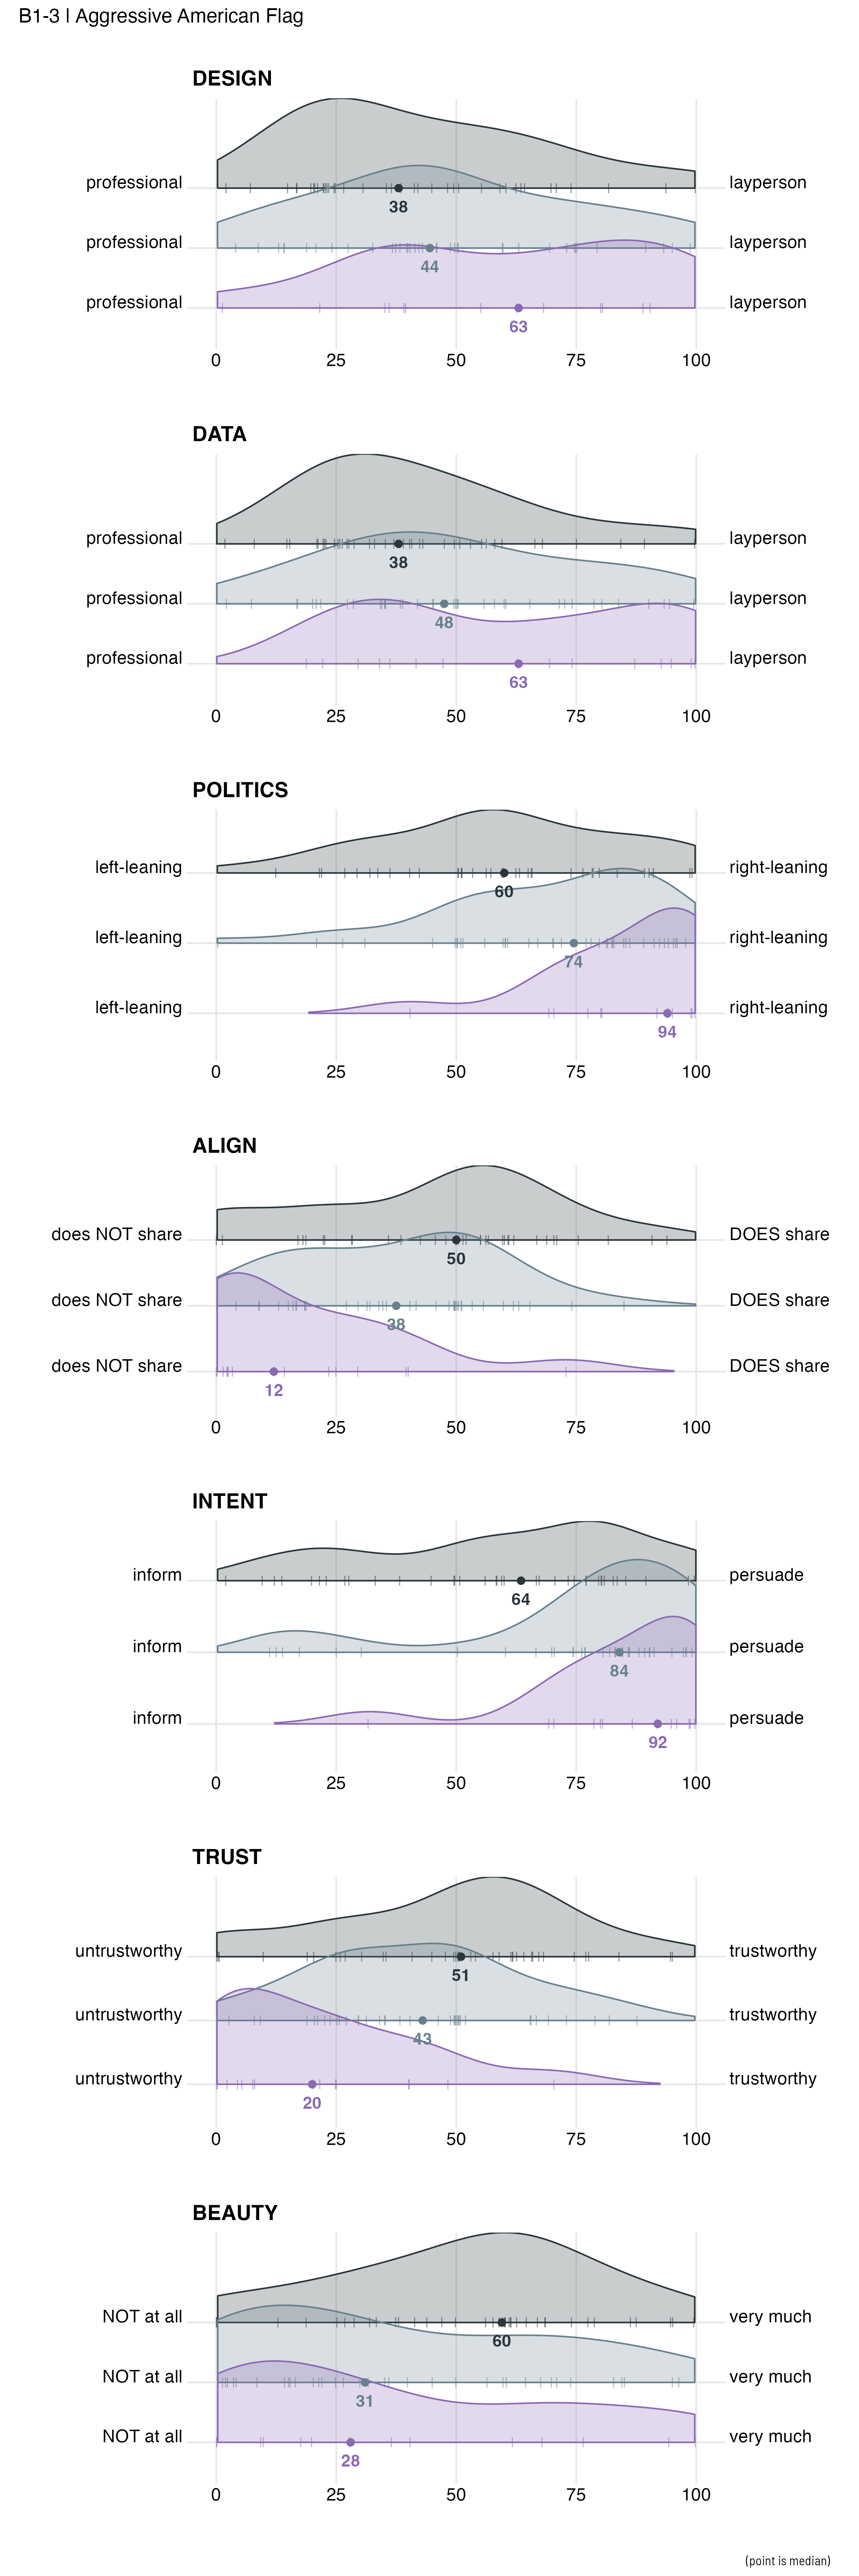 B1-3 | Aggressive American Flag
DESIGN
professional layperson
38
professional layperson
44
professional layperson
63
0 25 50 75 100
DATA
professional layperson
38
professional layperson
48
professional layperson
63
0 25 50 75 100
POLITICS
left-leaning right-leaning
60
left-leaning right-leaning
74
left-leaning right-leaning
94
0 25 50 75 100
ALIGN
does NOT share DOES share
50
does NOT share DOES share
38
does NOT share DOES share
12
0 25 50 75 100
INTENT
inform persuade
64
inform persuade
84
inform persuade
92
0 25 50 75 100
TRUST
untrustworthy trustworthy
51
untrustworthy trustworthy
43
untrustworthy trustworthy
20
0 25 50 75 100
BEAUTY
NOT at all very much
60
NOT at all very much
31
NOT at all very much
28
0 25 50 75 100
(point is median)